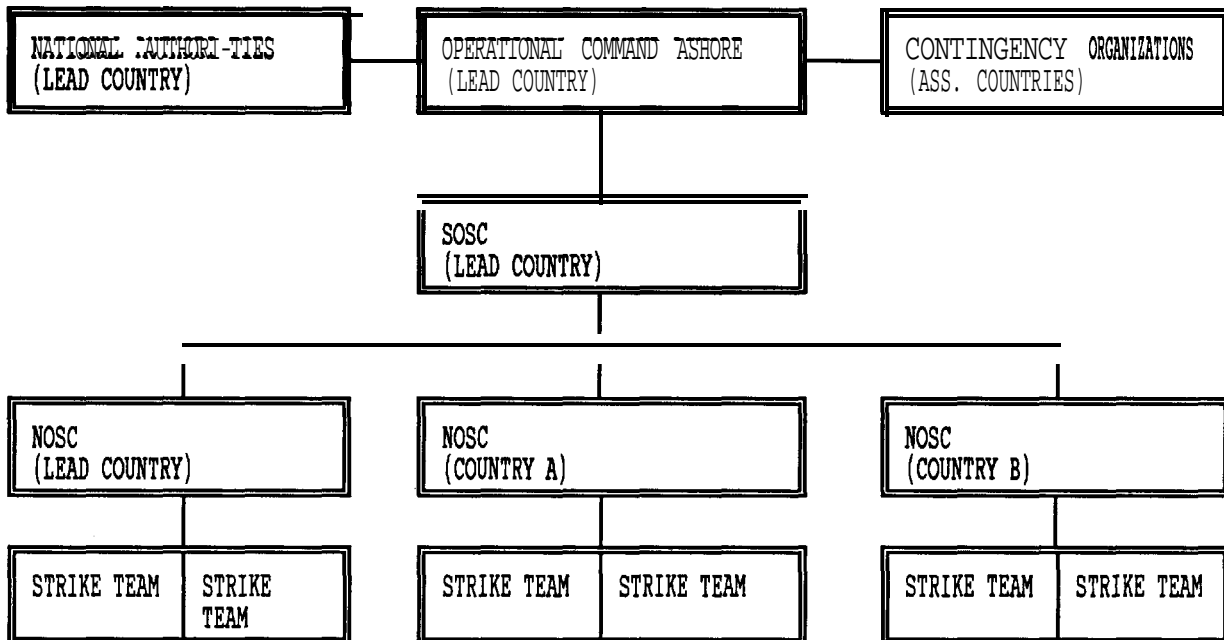 NATIONAL AUTHORI-TIES
(LEAD COUNTRY)
OPERATIONAL COMMAND ASHORE
(LEAD COUNTRY)
CONTINGENCY ORGANIZATIONS
(ASS. COUNTRIES)
SOSC
(LEAD COUNTRY)
NOSC
(LEAD COUNTRY)
NOSC
(COUNTRY A)
NOSC
(COUNTRY B)
STRIKE TEAM
STRIKE
TEAM
STRIKE TEAM
STRIKE TEAM
STRIKE TEAM
STRIKE TEAM